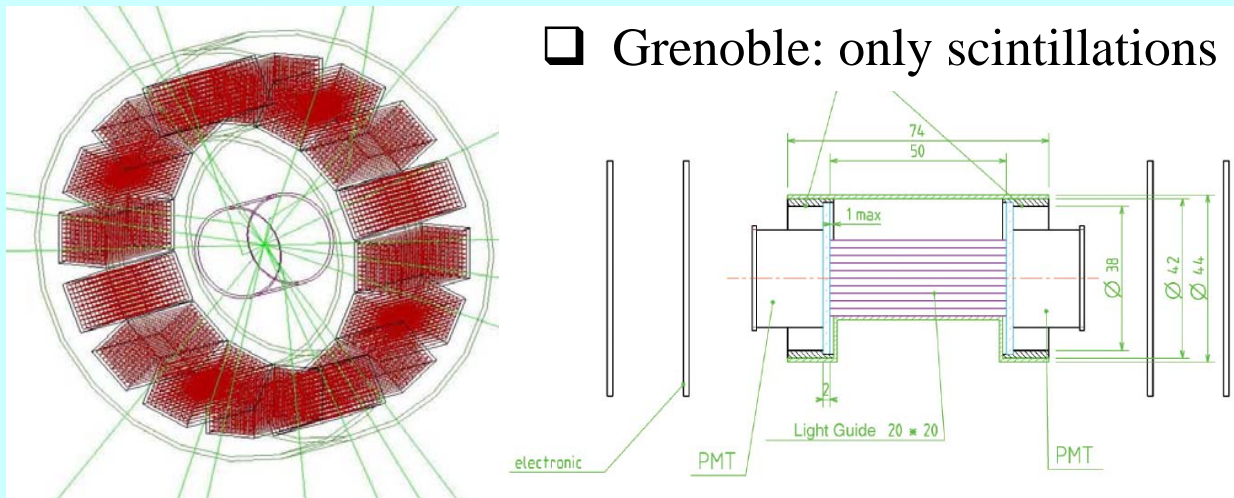 ❑ Grenoble: only scintillations
74
50
1 max
Ø 38
Ø 42
Ø 44
2
Light Guide 20 * 20
electronic
PMT
PMT